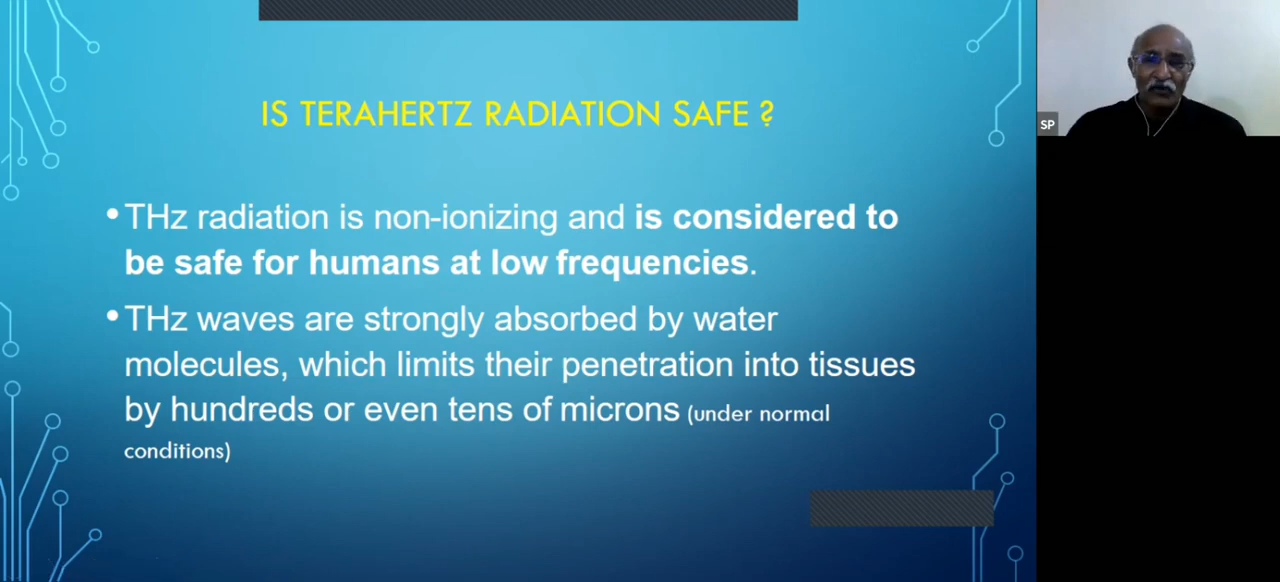 IS TERAHERTZ RADIATION SAFE ?
•THz radiation is non-ionizing and is considered to
be safe for humans at low frequencies.
•THz waves are strongly absorbed by water
molecules, which limits their penetration into tissues
by hundreds or even tens of microns (under normal
conditions)
SP